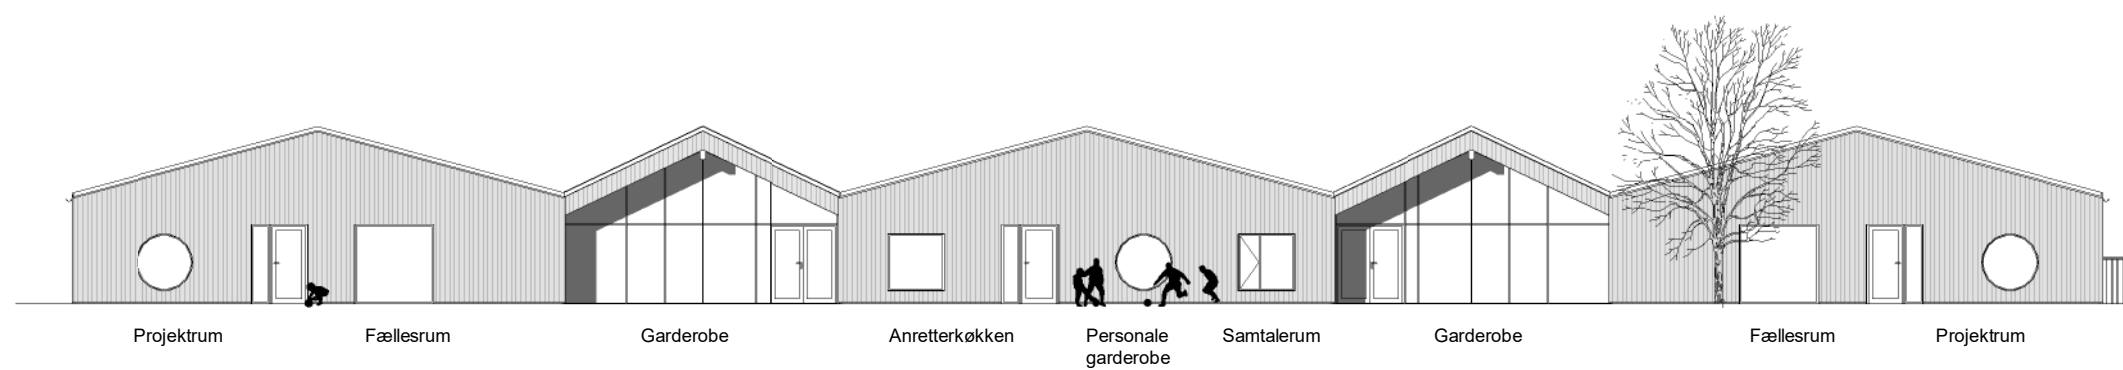 Projektrum
Fællesrum
Garderobe
Anretterkøkken
Personale
garderobe
Samtalerum
Garderobe
Fællesrum
Projektrum